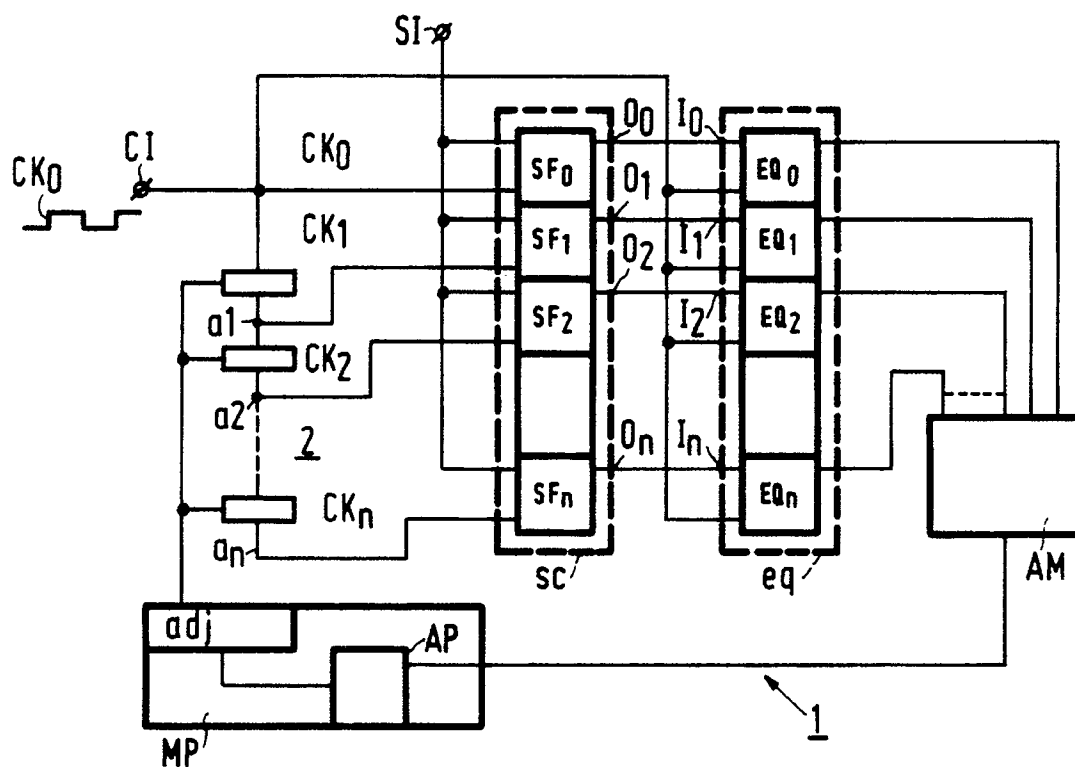 SI
CI
CK0
CK0
O0
I0
SF0
EQ0
CK1
O1
I1
SF1
EQ1
O2
I2
SF2
EQ2
a1
CK2
a2
2
On
In
CKn
SFn
EQn
an
sc
eq
AM
adj
AP
MP
1